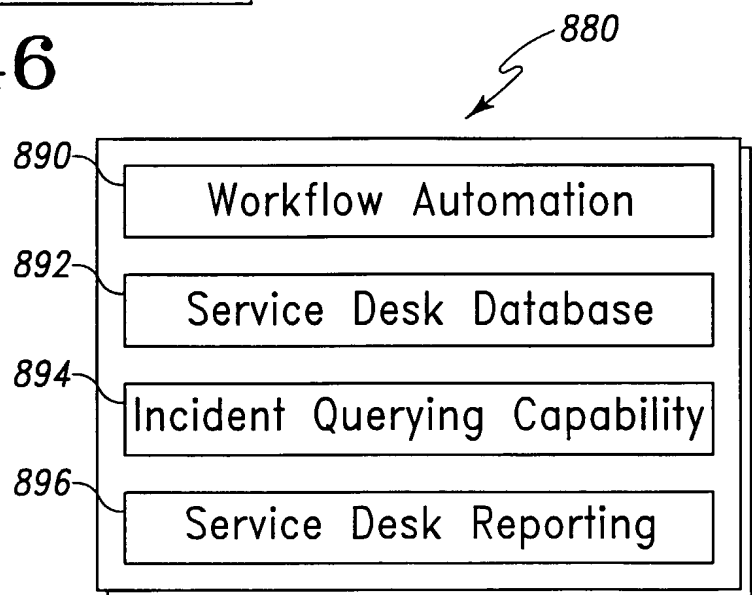 6
880
890
Workflow Automation
892
Service Desk Database
894
Incident Querying Capability
896
Service Desk Reporting